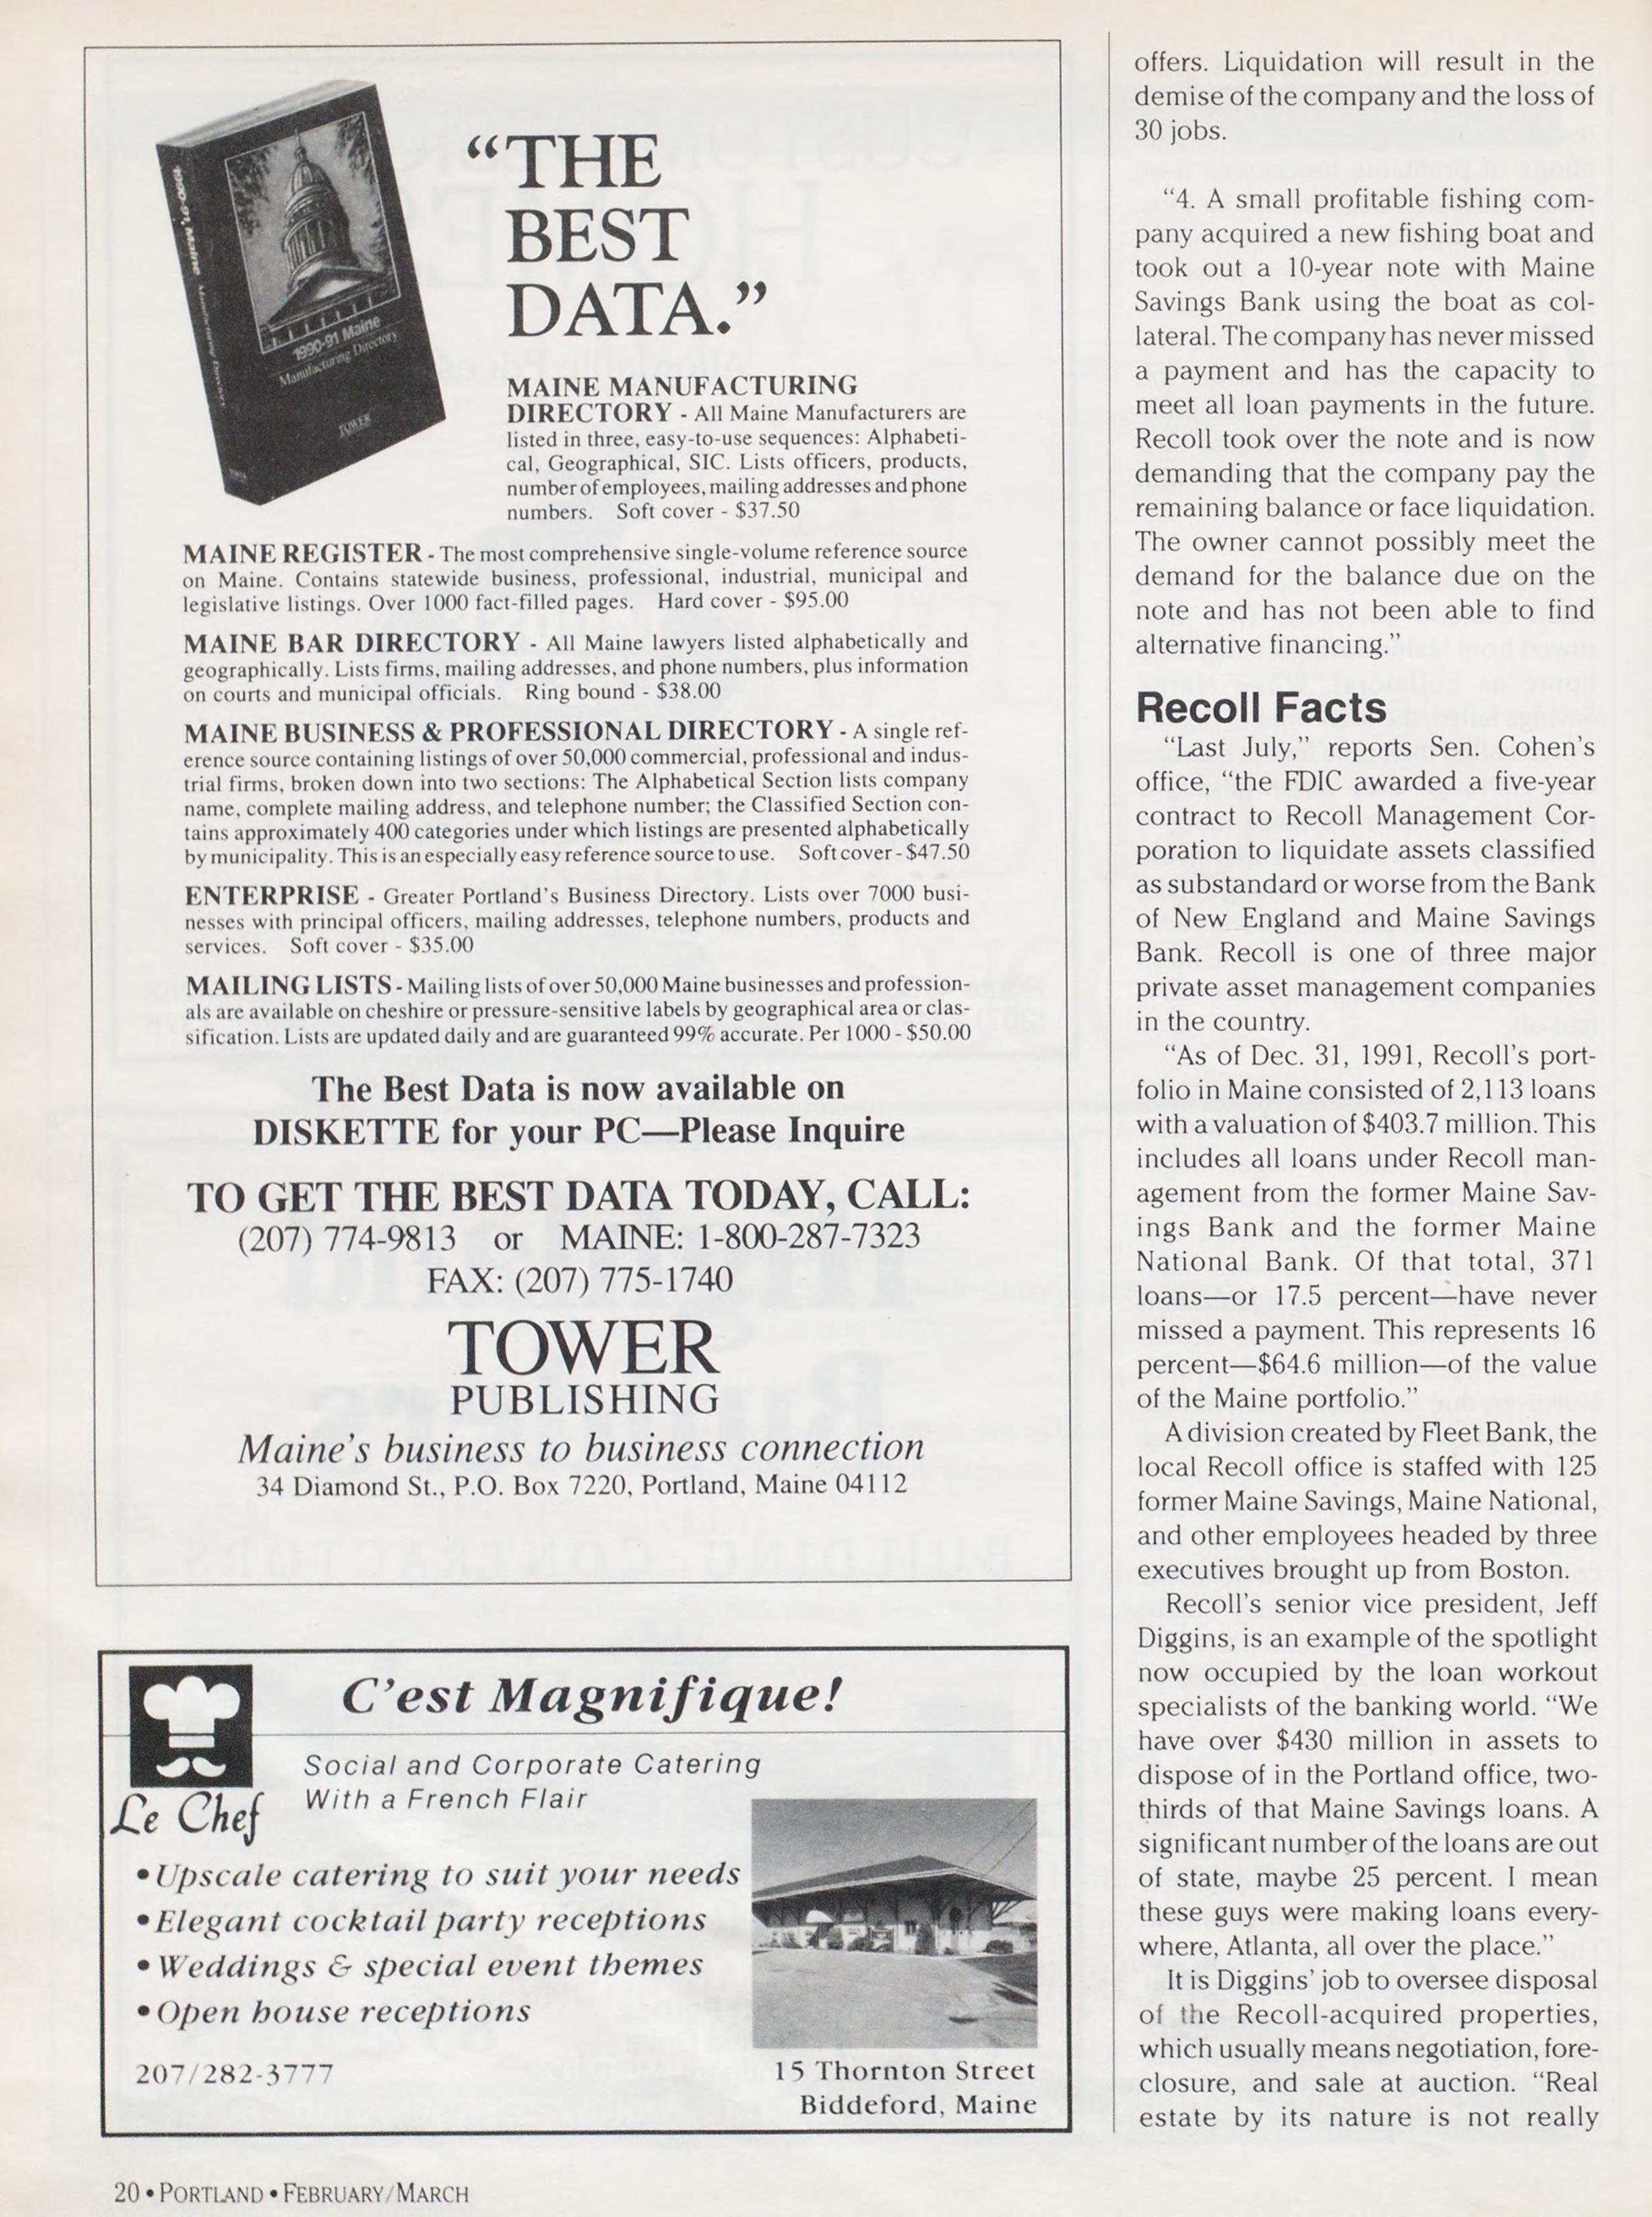 1990-91 Maine Manufacturing Directory
1990-91 Maine
Manufacturing Directory
TOWER
“THE
BEST
DATA.”
MAINE MANUFACTURING
DIRECTORY - All Maine Manufacturers are
listed in three, easy-to-use sequences: Alphabeti-
cal, Geographical, SIC. Lists officers, products,
number of employees, mailing addresses and phone
numbers. Soft cover - $37.50
MAINE REGISTER - The most comprehensive single-volume reference source
on Maine. Contains statewide business, professional, industrial, municipal and
legislative listings. Over 1000 fact-filled pages. Hard cover - $95.00
MAINE BAR DIRECTORY - All Maine lawyers listed alphabetically and
geographically. Lists firms, mailing addresses, and phone numbers, plus information
on courts and municipal officials. Ring bound - $38.00
MAINE BUSINESS & PROFESSIONAL DIRECTORY - A single ref-
erence source containing listings of over 50,000 commercial, professional and indus-
trial firms, broken down into two sections: The Alphabetical Section lists company
name, complete mailing address, and telephone number; the Classified Section con-
tains approximately 400 categories under which listings are presented alphabetically
by municipality. This is an especially easy reference source to use. Soft cover - $47.50
ENTERPRISE - Greater Portland's Business Directory. Lists over 7000 busi-
nesses with principal officers, mailing addresses, telephone numbers, products and
services. Soft cover - $35.00
MAILING LISTS - Mailing lists of over 50,000 Maine businesses and profession-
als are available on cheshire or pressure-sensitive labels by geographical area or clas-
sification. Lists are updated daily and are guaranteed 99% accurate. Per 1000 - $50.00
The Best Data is now available on
DISKETTE for your PC—Please Inquire
TO GET THE BEST DATA TODAY, CALL:
(207) 774-9813 or MAINE: 1-800-287-7323
FAX: (207) 775-1740
TOWER
PUBLISHING
Maine's business to business connection
34 Diamond St., P.O. Box 7220, Portland, Maine 04112
C'est Magnifique!
Le Chef
Social and Corporate Catering
With a French Flair
• Upscale catering to suit your needs
• Elegant cocktail party receptions
• Weddings & special event themes
• Open house receptions
207/282-3777
15 Thornton Street
Biddeford, Maine
offers. Liquidation will result in the
demise of the company and the loss of
30 jobs.
“4. A small profitable fishing com-
pany acquired a new fishing boat and
took out a 10-year note with Maine
Savings Bank using the boat as col-
lateral. The company has never missed
a payment and has the capacity to
meet all loan payments in the future.
Recoll took over the note and is now
demanding that the company pay the
remaining balance or face liquidation.
The owner cannot possibly meet the
demand for the balance due on the
note and has not been able to find
alternative financing.”
Recoll Facts
“Last July,” reports Sen. Cohen's
office, “the FDIC awarded a five-year
contract to Recoll Management Cor-
poration to liquidate assets classified
as substandard or worse from the Bank
of New England and Maine Savings
Bank. Recoll is one of three major
private asset management companies
in the country.
“As of Dec. 31, 1991, Recoll's port-
folio in Maine consisted of 2,113 loans
with a valuation of $403.7 million. This
includes all loans under Recoll man-
agement from the former Maine Sav-
ings Bank and the former Maine
National Bank. Of that total, 371
loans—or 17.5 percent—have never
missed a payment. This represents 16
percent—$64.6 million—of the value
of the Maine portfolio.”
A division created by Fleet Bank, the
local Recoll office is staffed with 125
former Maine Savings, Maine National,
and other employees headed by three
executives brought up from Boston.
Recoll's senior vice president, Jeff
Diggins, is an example of the spotlight
now occupied by the loan workout
specialists of the banking world. “We
have over $430 million in assets to
dispose of in the Portland office, two-
thirds of that Maine Savings loans. A
significant number of the loans are out
of state, maybe 25 percent. I mean
these guys were making loans every-
where, Atlanta, all over the place.”
It is Diggins' job to oversee disposal
of the Recoll-acquired properties,
which usually means negotiation, fore-
closure, and sale at auction. “Real
estate by its nature is not really
20 • PORTLAND • FEBRUARY/MARCH